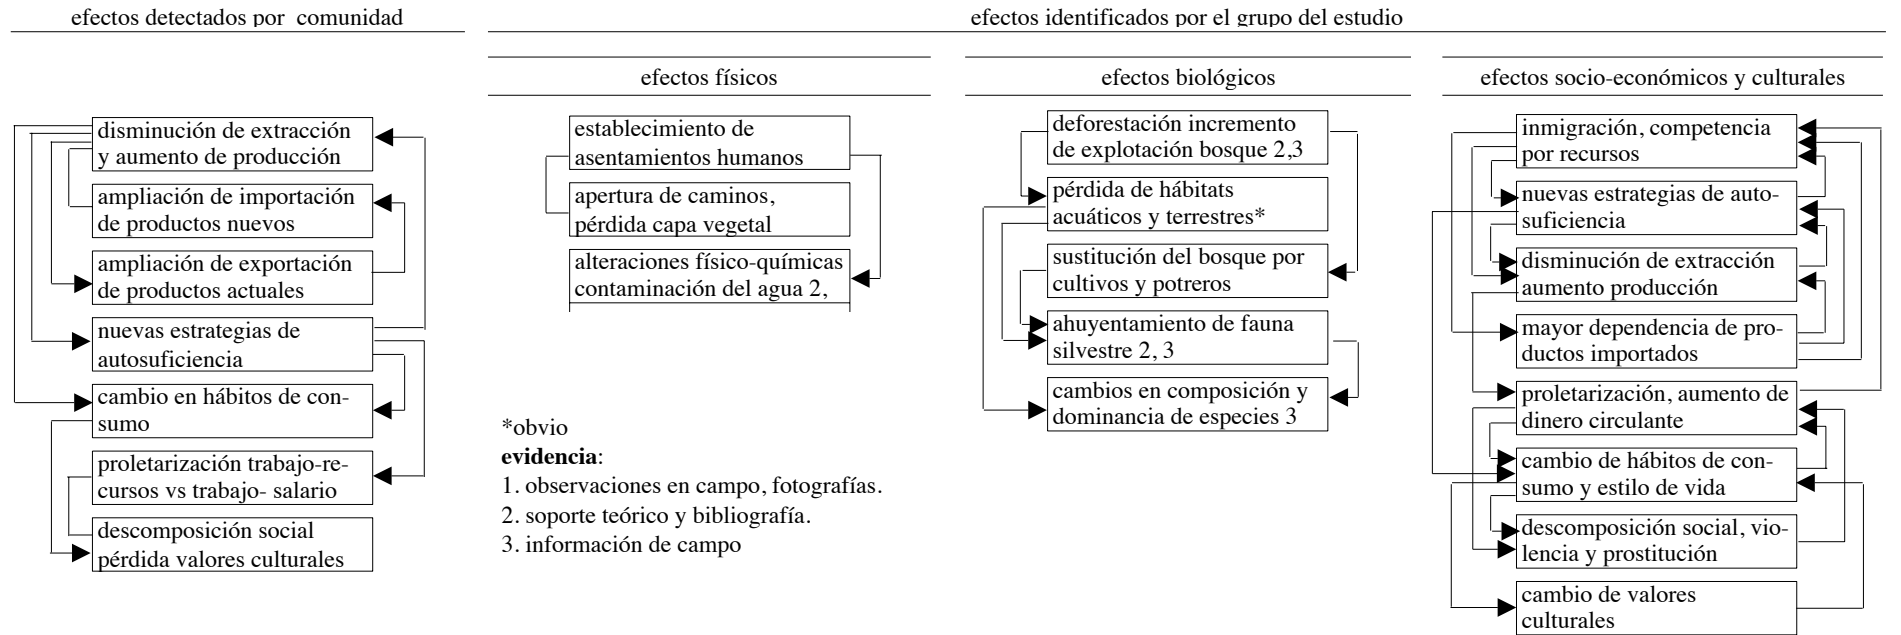 efectos detectados por comunidad
efectos identificados por el grupo del estudio
efectos físicos
efectos biológicos
efectos socio-económicos y culturales
disminución de extracción
y aumento de producción
ampliación de importación
de productos nuevos
ampliación de exportación
de productos actuales
nuevas estrategias de
autosuficiencia
cambio en hábitos de con-
sumo
proletarización trabajo-re-
cursos vs trabajo- salario
descomposición social
pérdida valores culturales
establecimiento de
asentamientos humanos
apertura de caminos,
pérdida capa vegetal
alteraciones físico-químicas
contaminación del agua 2,
*obvio
evidencia:
1. observaciones en campo, fotografías.
2. soporte teórico y bibliografía.
3. información de campo
deforestación incremento
de explotación bosque 2,3
pérdida de hábitats
acuáticos y terrestres*
sustitución del bosque por
cultivos y potreros
ahuyentamiento de fauna
silvestre 2, 3
cambios en composición y
dominancia de especies 3
inmigración, competencia
por recursos
nuevas estrategias de auto-
suficiencia
disminución de extracción
aumento producción
mayor dependencia de pro-
ductos importados
proletarización, aumento de
dinero circulante
cambio de hábitos de con-
sumo y estilo de vida
descomposición social, vio-
lencia y prostitución
cambio de valores
culturales